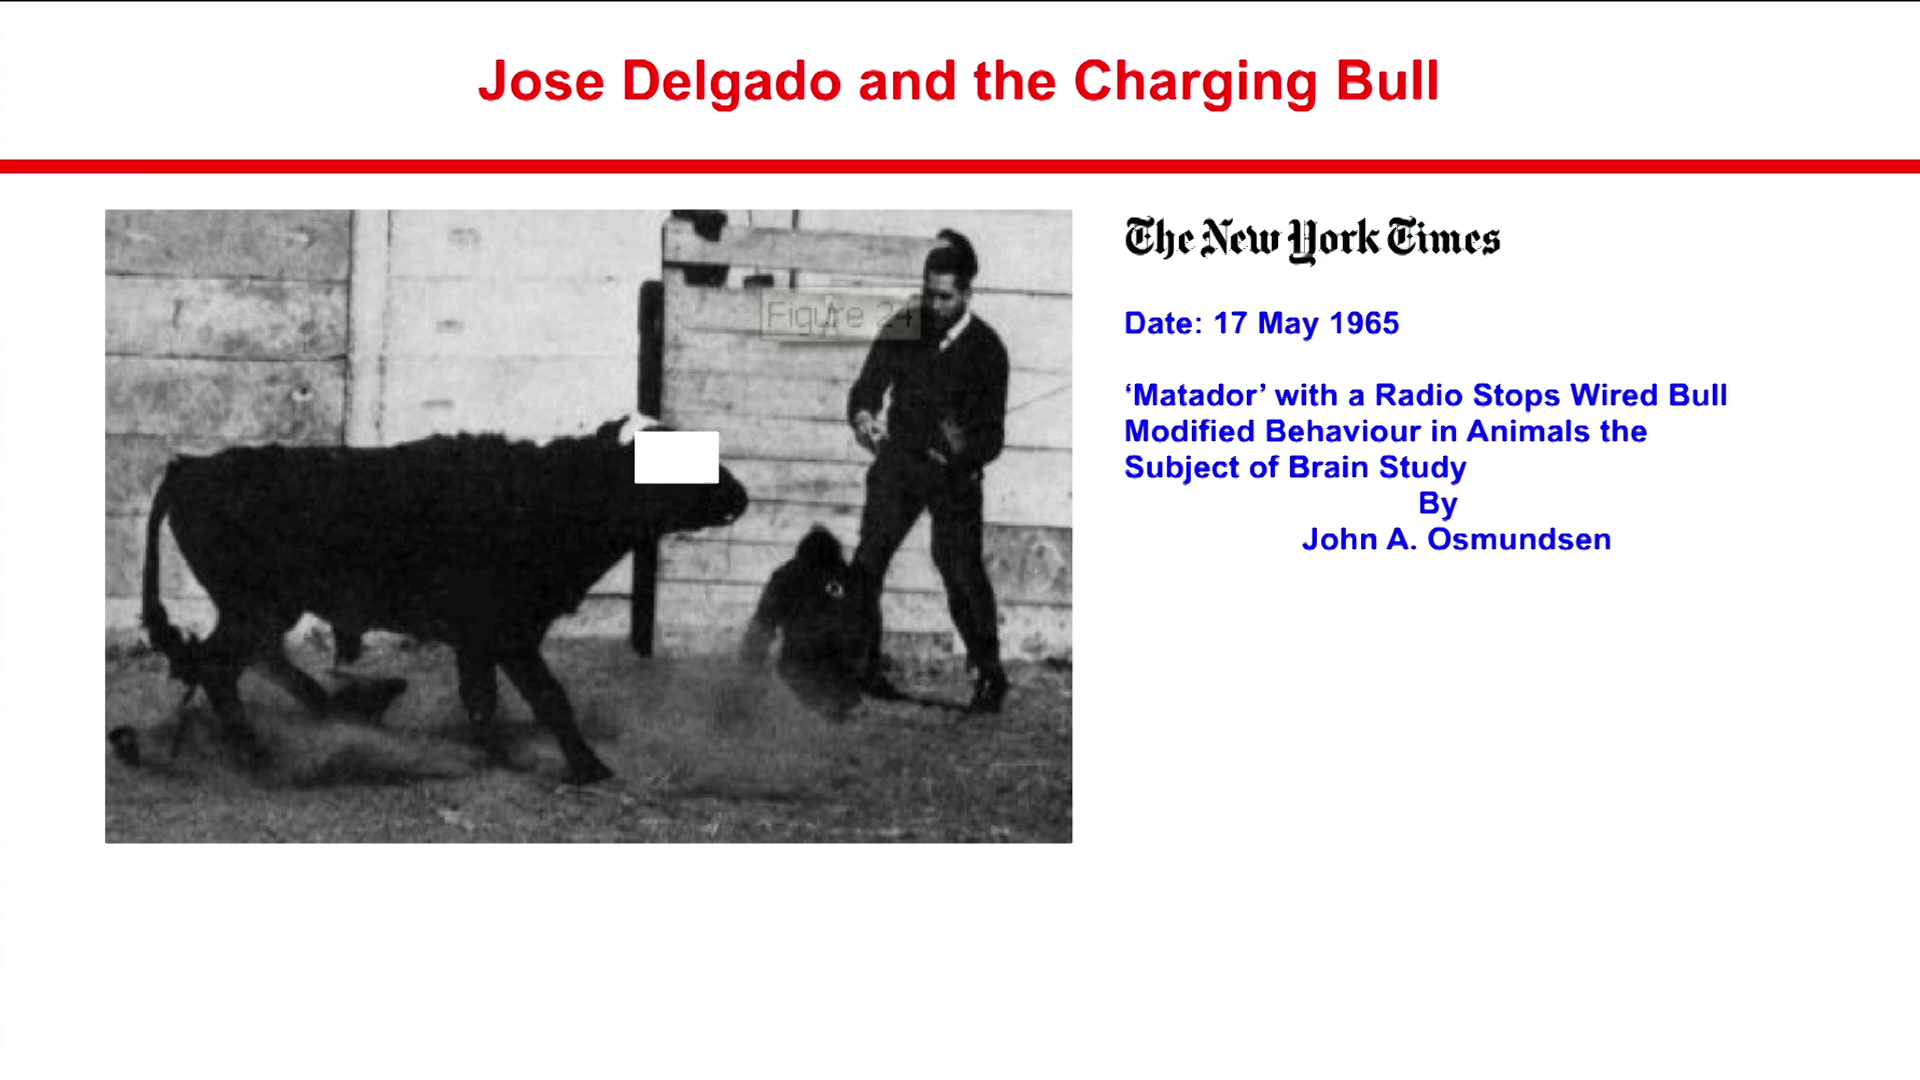 Jose Delgado and the Charging Bull
Figure 24
The New York Times
Date: 17 May 1965
‘Matador’ with a Radio Stops Wired Bull
Modified Behaviour in Animals the
Subject of Brain Study
By
John A. Osmundsen